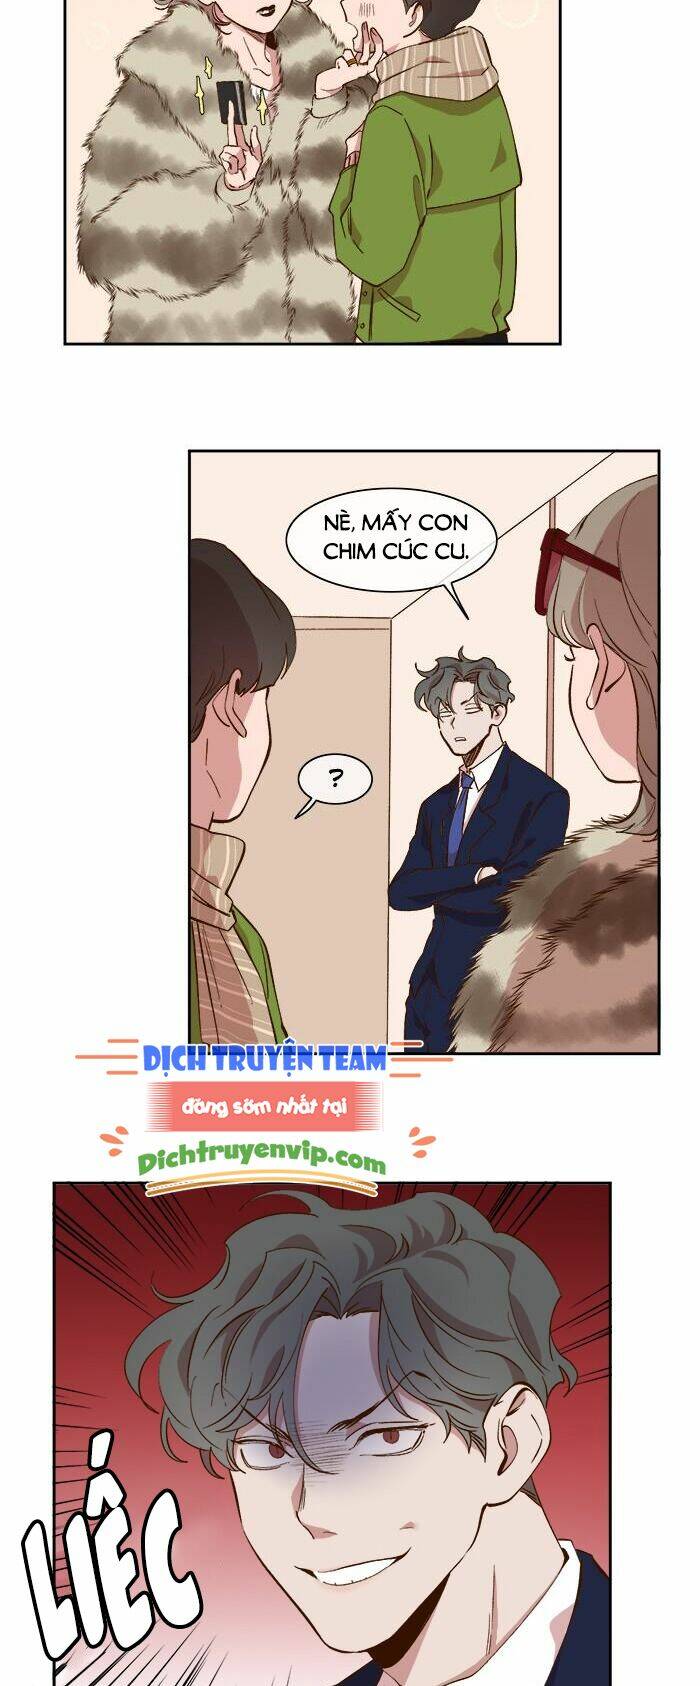 NÈ, MẤY CON
CHIM CÚC CU.
?
DỊCH TRUYỆN TEAM
đăng sớm nhất tại
Dichtruyenvip.com
LIẾC